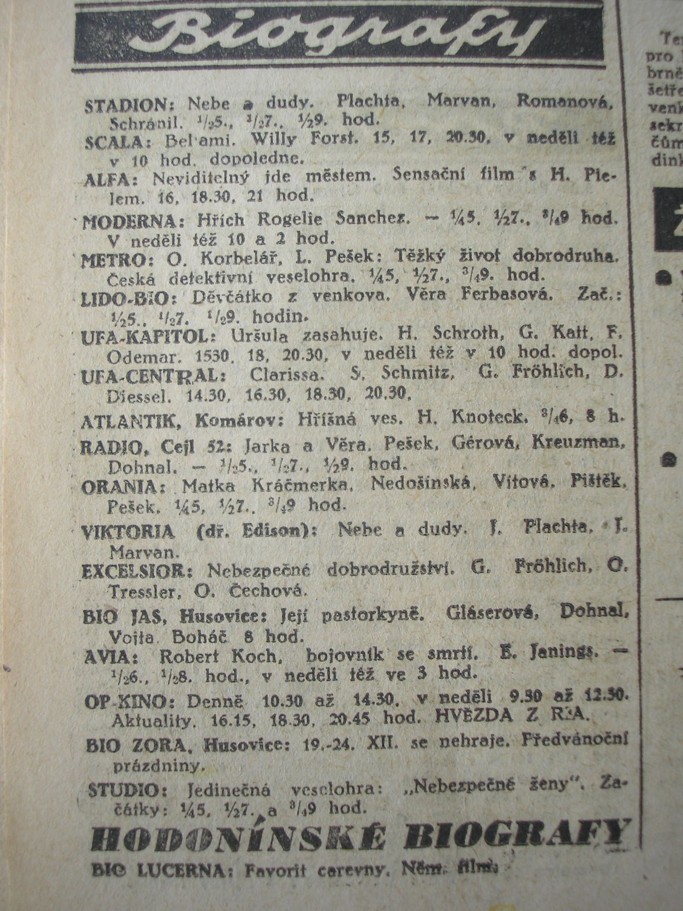 Biografy
STADION: Nebe a dudy. Plachta, Marvan, Romanová,
Schránil. ½5., ½7., ½9. hod.
SCALA: Bel ami. Willy Forst. 15, 17, 20.30, v neděli též
v 10 hod. dopoledne.
ALFA: Neviditelný jde městem. Sensační film s H. Pie-
lem. 16, 18.30, 21 hod.
MODERNA: Hřích Rogelie Sanchez. — ¼5, ½7., ¾9 hod.
V neděli též 10 a 2 hod.
METRO: O. Korbelář, L. Pešek: Těžký život dobrodruha.
Česká detektivní veselohra. ¼5, ½7., ¾9. hod.
LIDO-BIO: Děvčátko z venkova. Věra Ferbasová. Zač.:
½5., ½7. ½9. hodin.
UFA-KAPITOL: Uršula zasahuje. H. Schroth, G. Katt, F.
Odemar. 1530, 18, 20.30, v neděli též v 10 hod. dopol.
UFA-CENTRAL: Clarissa. S. Schmitz, G. Fröhlich, D.
Diessel. 14.30, 16.30, 18.30, 20.30.
ATLANTIK, Komárov: Hříšná ves. H. Knoteck. ¾6, 8 h.
RADIO, Cejl 52: Jarka a Věra. Pešek, Gérová, Kreuzman,
Dohnal. — ½5., ½7., ½9. hod.
ORANIA: Matka Kráčmerka. Nedošínská, Vítová. Pištěk,
Pešek. ¼5, ½7., ¾9 hod.
VIKTORIA (dř. Edison): Nebe a dudy. J. Plachta, J.
Marvan.
EXCELSIOR: Nebezpečné dobrodružství. G. Fröhlich, O.
Tressler, O. Čechová.
BIO JAS, Husovice: Její pastorkyně. Gláserová, Dohnal,
Vojta. Boháč 8 hod.
AVIA: Robert Koch, bojovník se smrtí. E. Janings. —
½6., ½8. hod., v neděli též ve 3 hod.
OP-KINO: Denně 10.30 až 14.30, v neděli 9.30 až 12.30.
Aktuality. 16.15, 18.30, 20.45 hod. HVĚZDA Z RIA.
BIO ZORA, Husovice: 19.-24. XII. se nehraje. Předvánoční
prázdniny.
STUDIO: Jedinečná veselohra: „Nebezpečné ženy“. Za-
čátky: ¼5, ½7. a ¾9 hod.
HODONÍNSKÉ BIOGRAFY
BIO LUCERNA: Favorit carevny. Něm. film.
pro
brně
šetře
venk
sekr
čům
dink